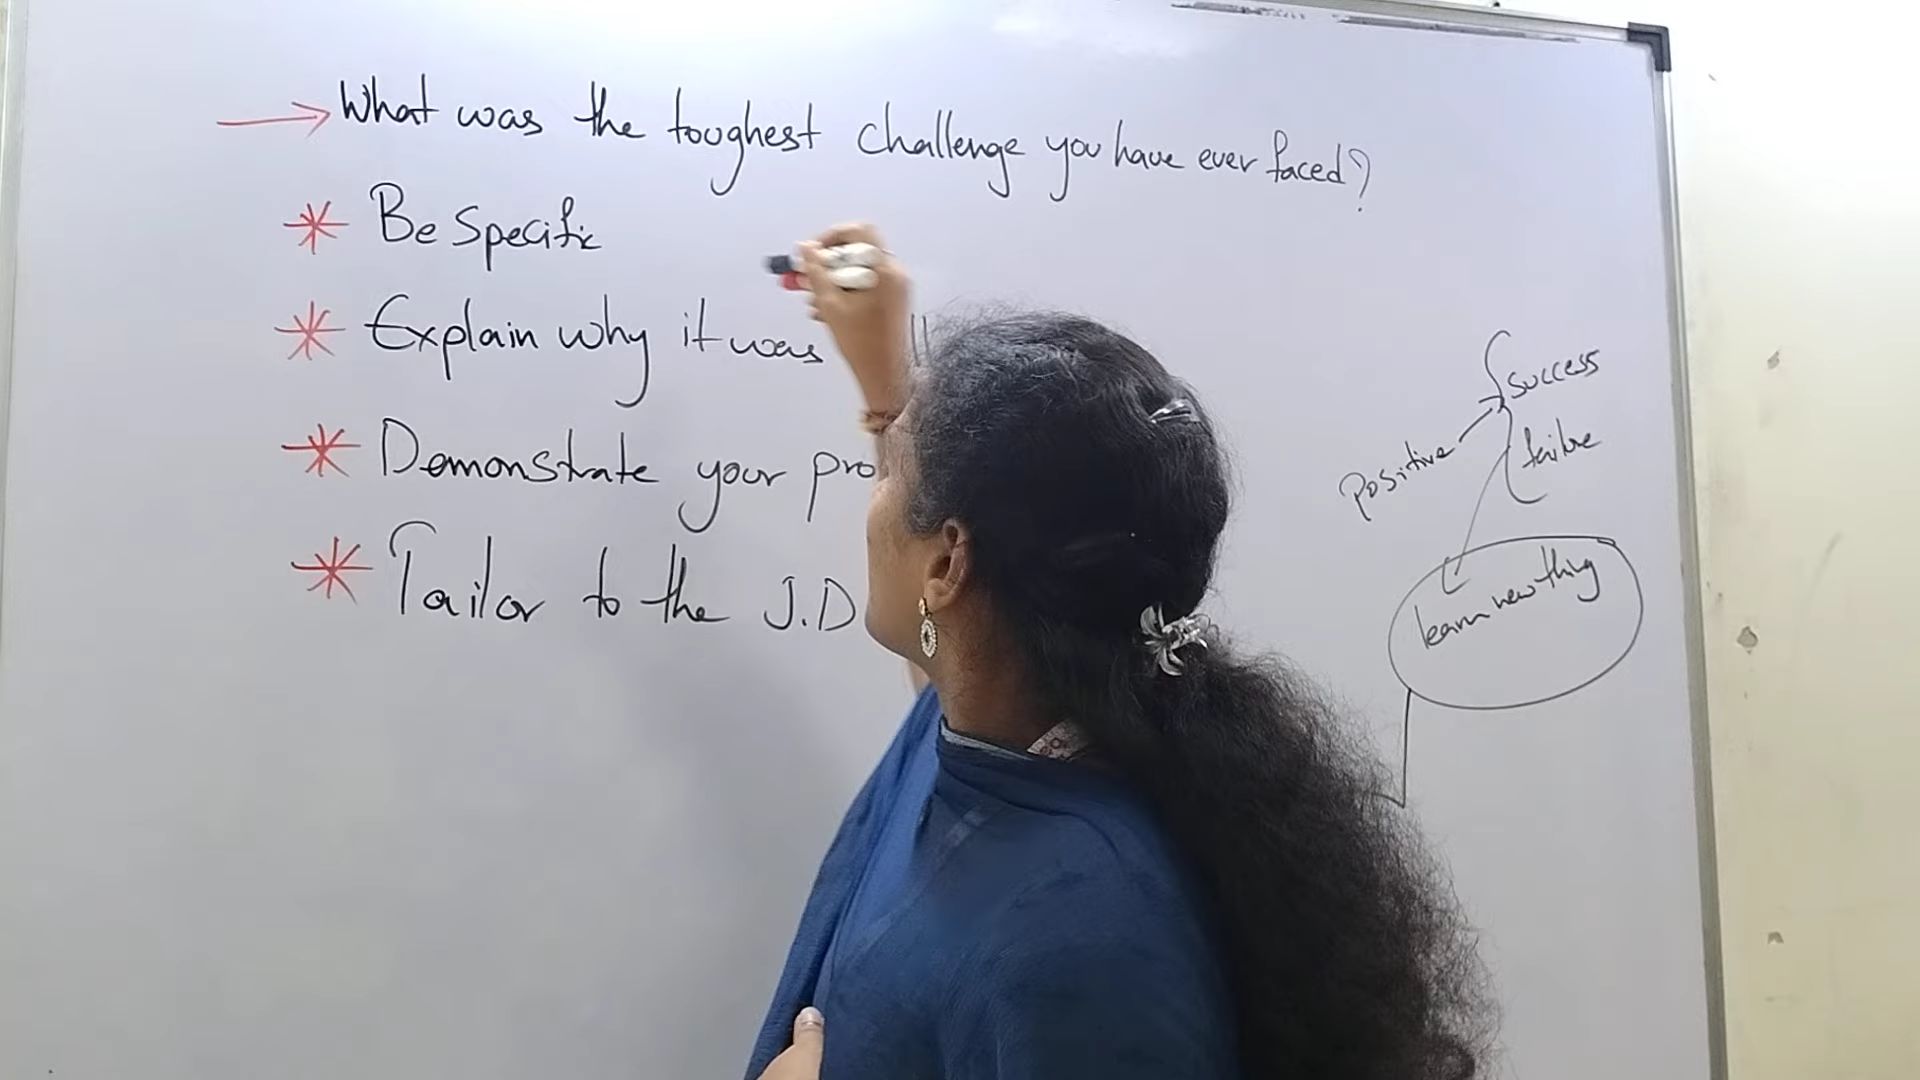 What was the toughest challenge you have ever faced?
Be specific
Explain why it was
Demonstrate your pro
Tailor to the J.D
success
positive
failure
learn new thing